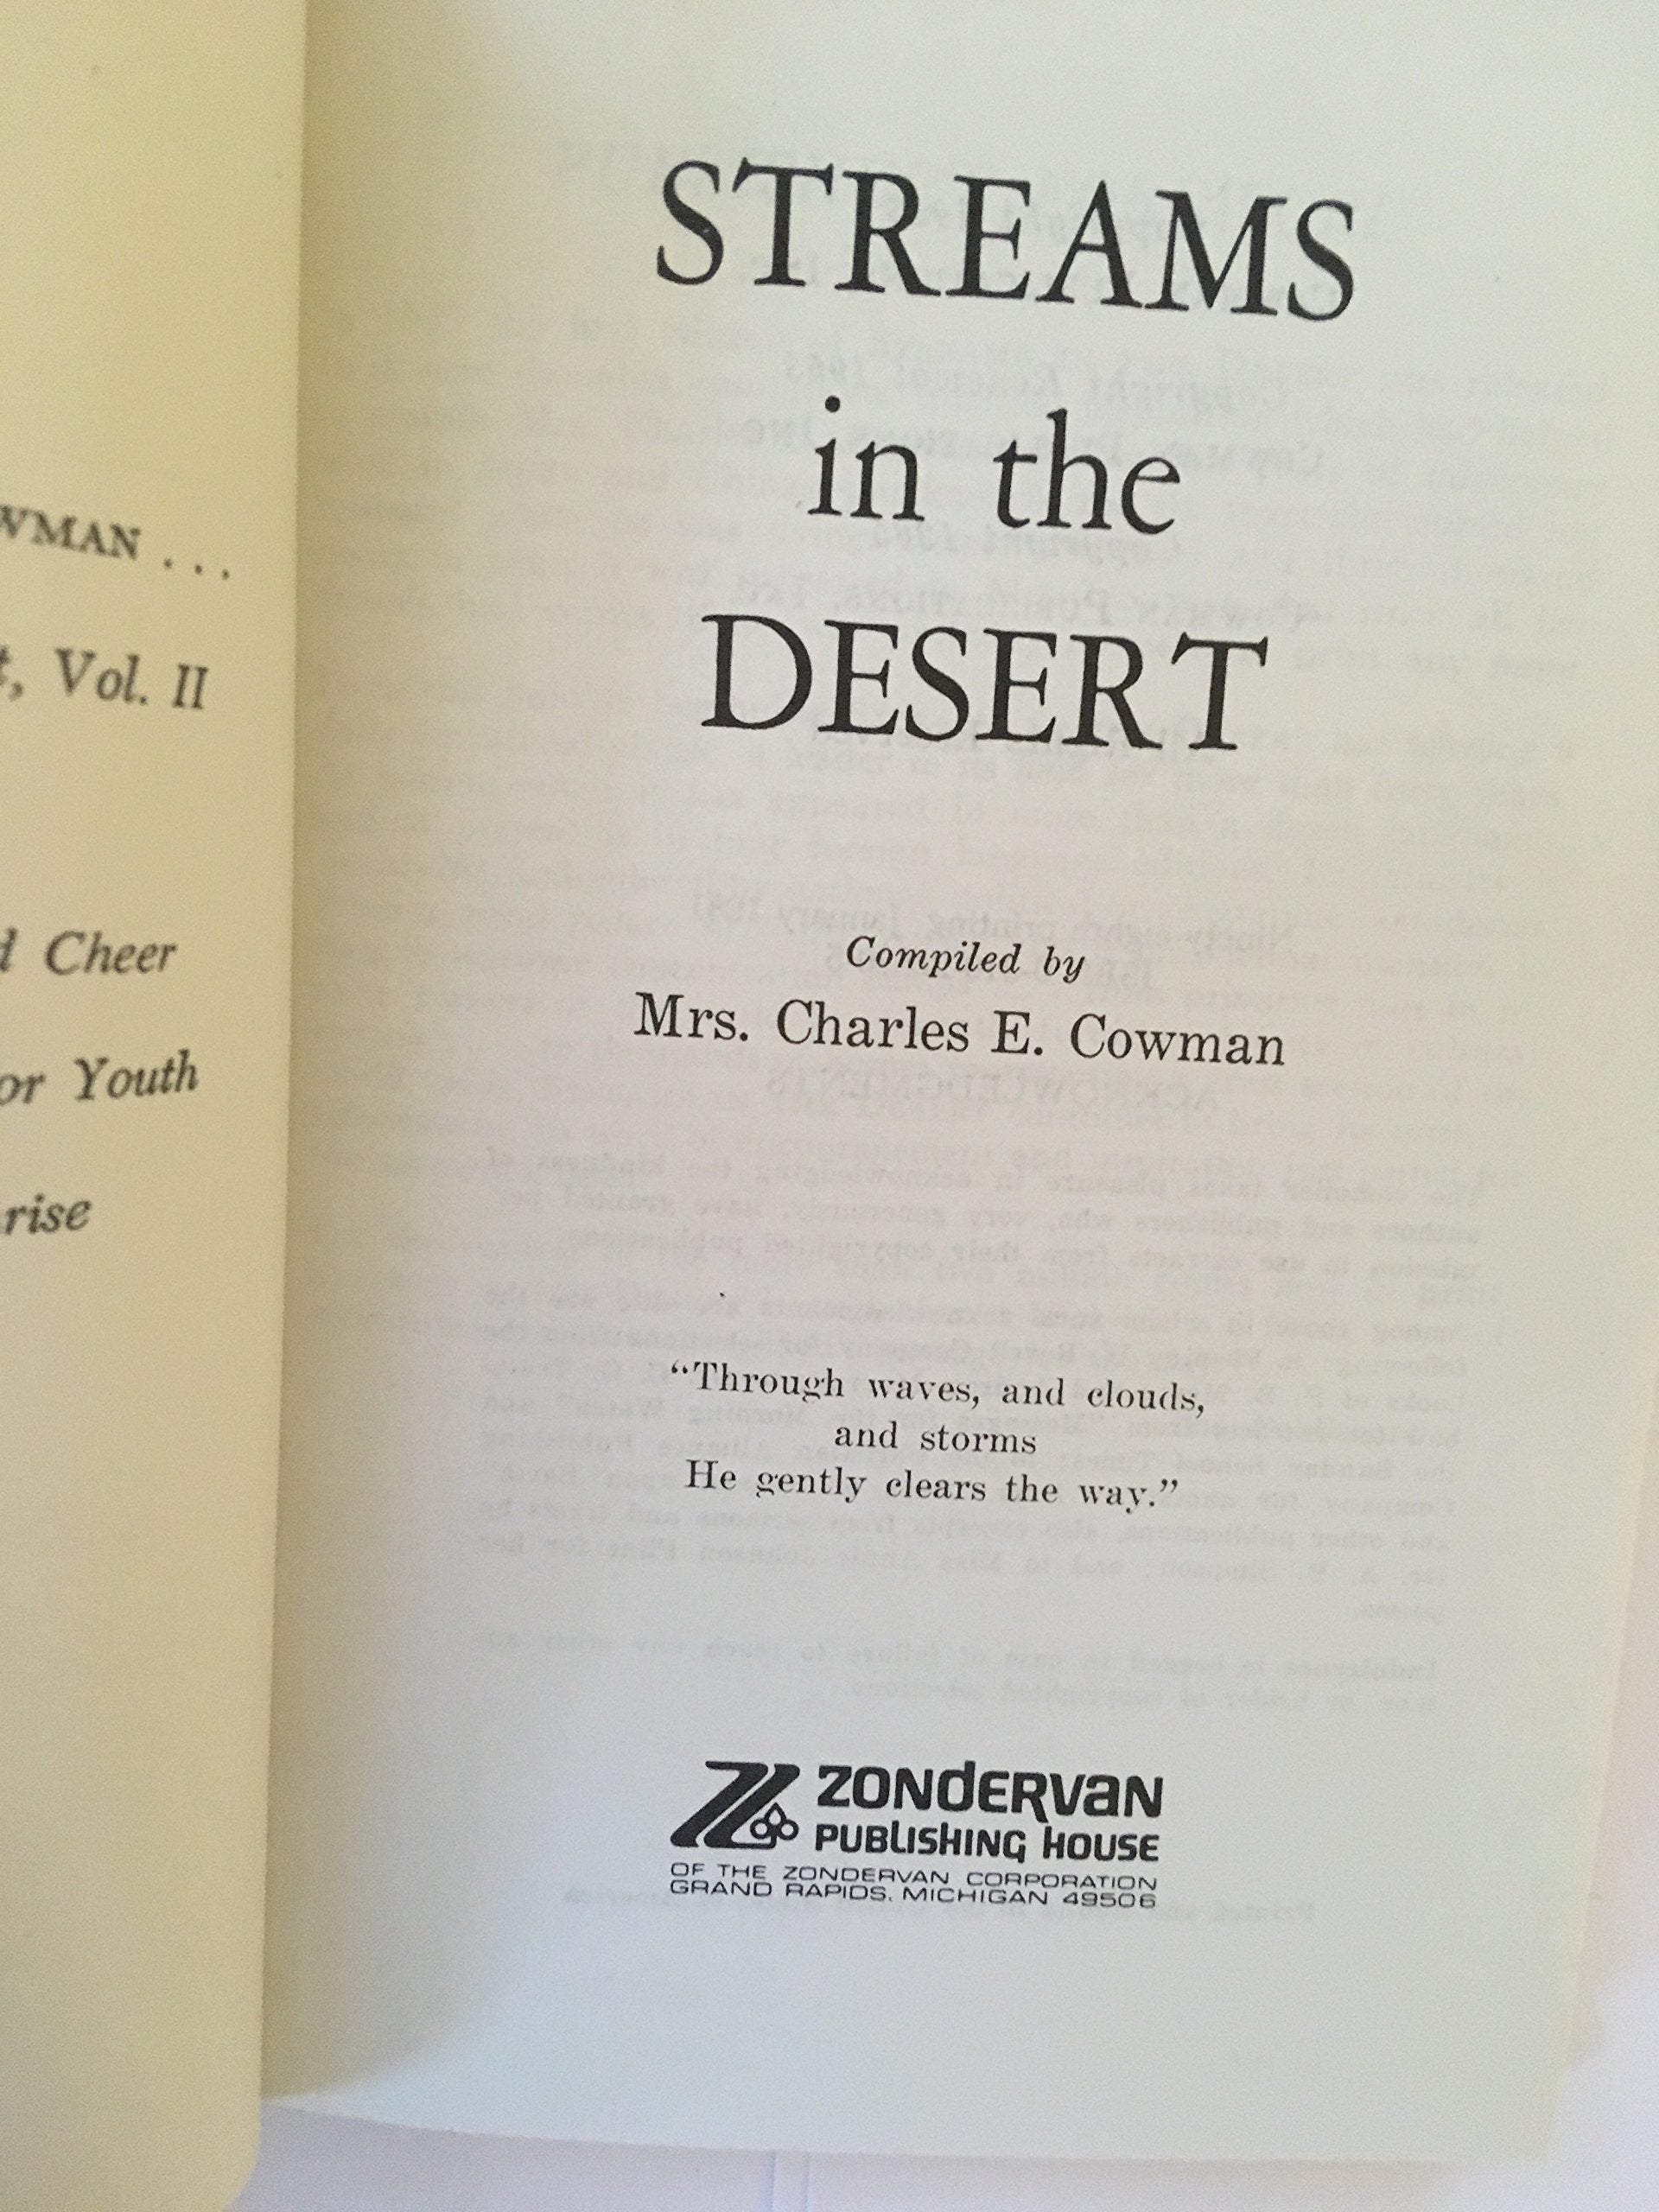 WMAN . . .
t, Vol. II
d Cheer
or Youth
rise
STREAMS
in the
DESERT
Compiled by
Mrs. Charles E. Cowman
“Through waves, and clouds,
and storms
He gently clears the way.”
ZONDERVAN
PUBLISHING HOUSE
OF THE ZONDERVAN CORPORATION
GRAND RAPIDS, MICHIGAN 49506